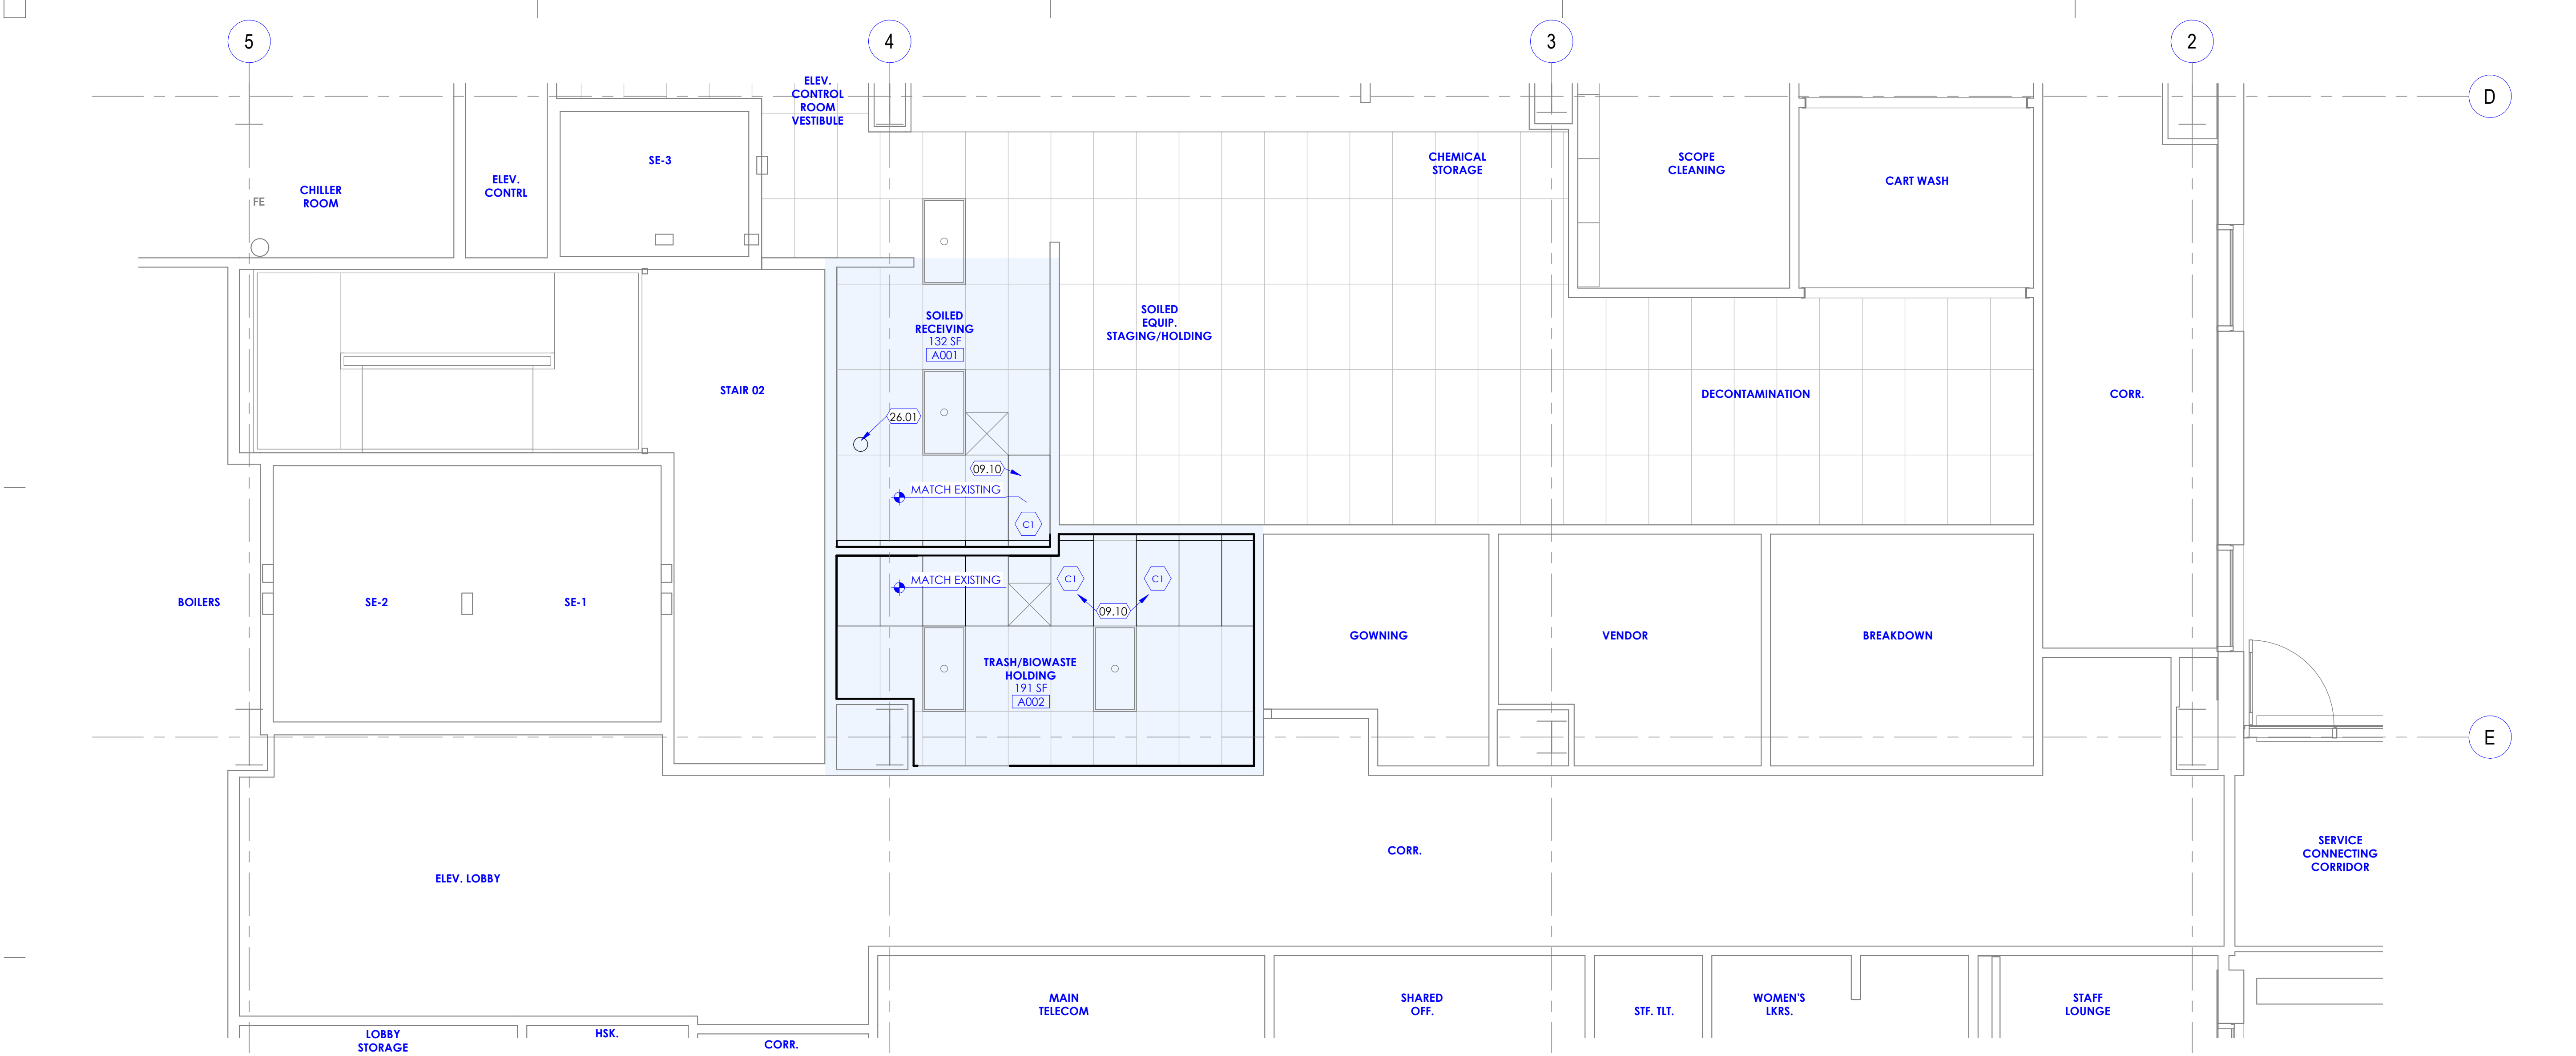 5
4
3
2
D
ELEV.
CONTROL
ROOM
VESTIBULE
SE-3
ELEV.
CONTRL
CHILLER
ROOM
FE
CHEMICAL
STORAGE
SCOPE
CLEANING
CART WASH
SOILED
RECEIVING
132 SF
A001
SOILED
EQUIP.
STAGING/HOLDING
STAIR 02
DECONTAMINATION
CORR.
26.01
09.10
MATCH EXISTING
C1
MATCH EXISTING
C1
C1
09.10
BOILERS
SE-2
SE-1
GOWNING
VENDOR
BREAKDOWN
TRASH/BIOWASTE
HOLDING
191 SF
A002
E
ELEV. LOBBY
CORR.
SERVICE
CONNECTING
CORRIDOR
MAIN
TELECOM
SHARED
OFF.
STF. TLT.
WOMEN'S
LKRS.
STAFF
LOUNGE
LOBBY
STORAGE
HSK.
CORR.